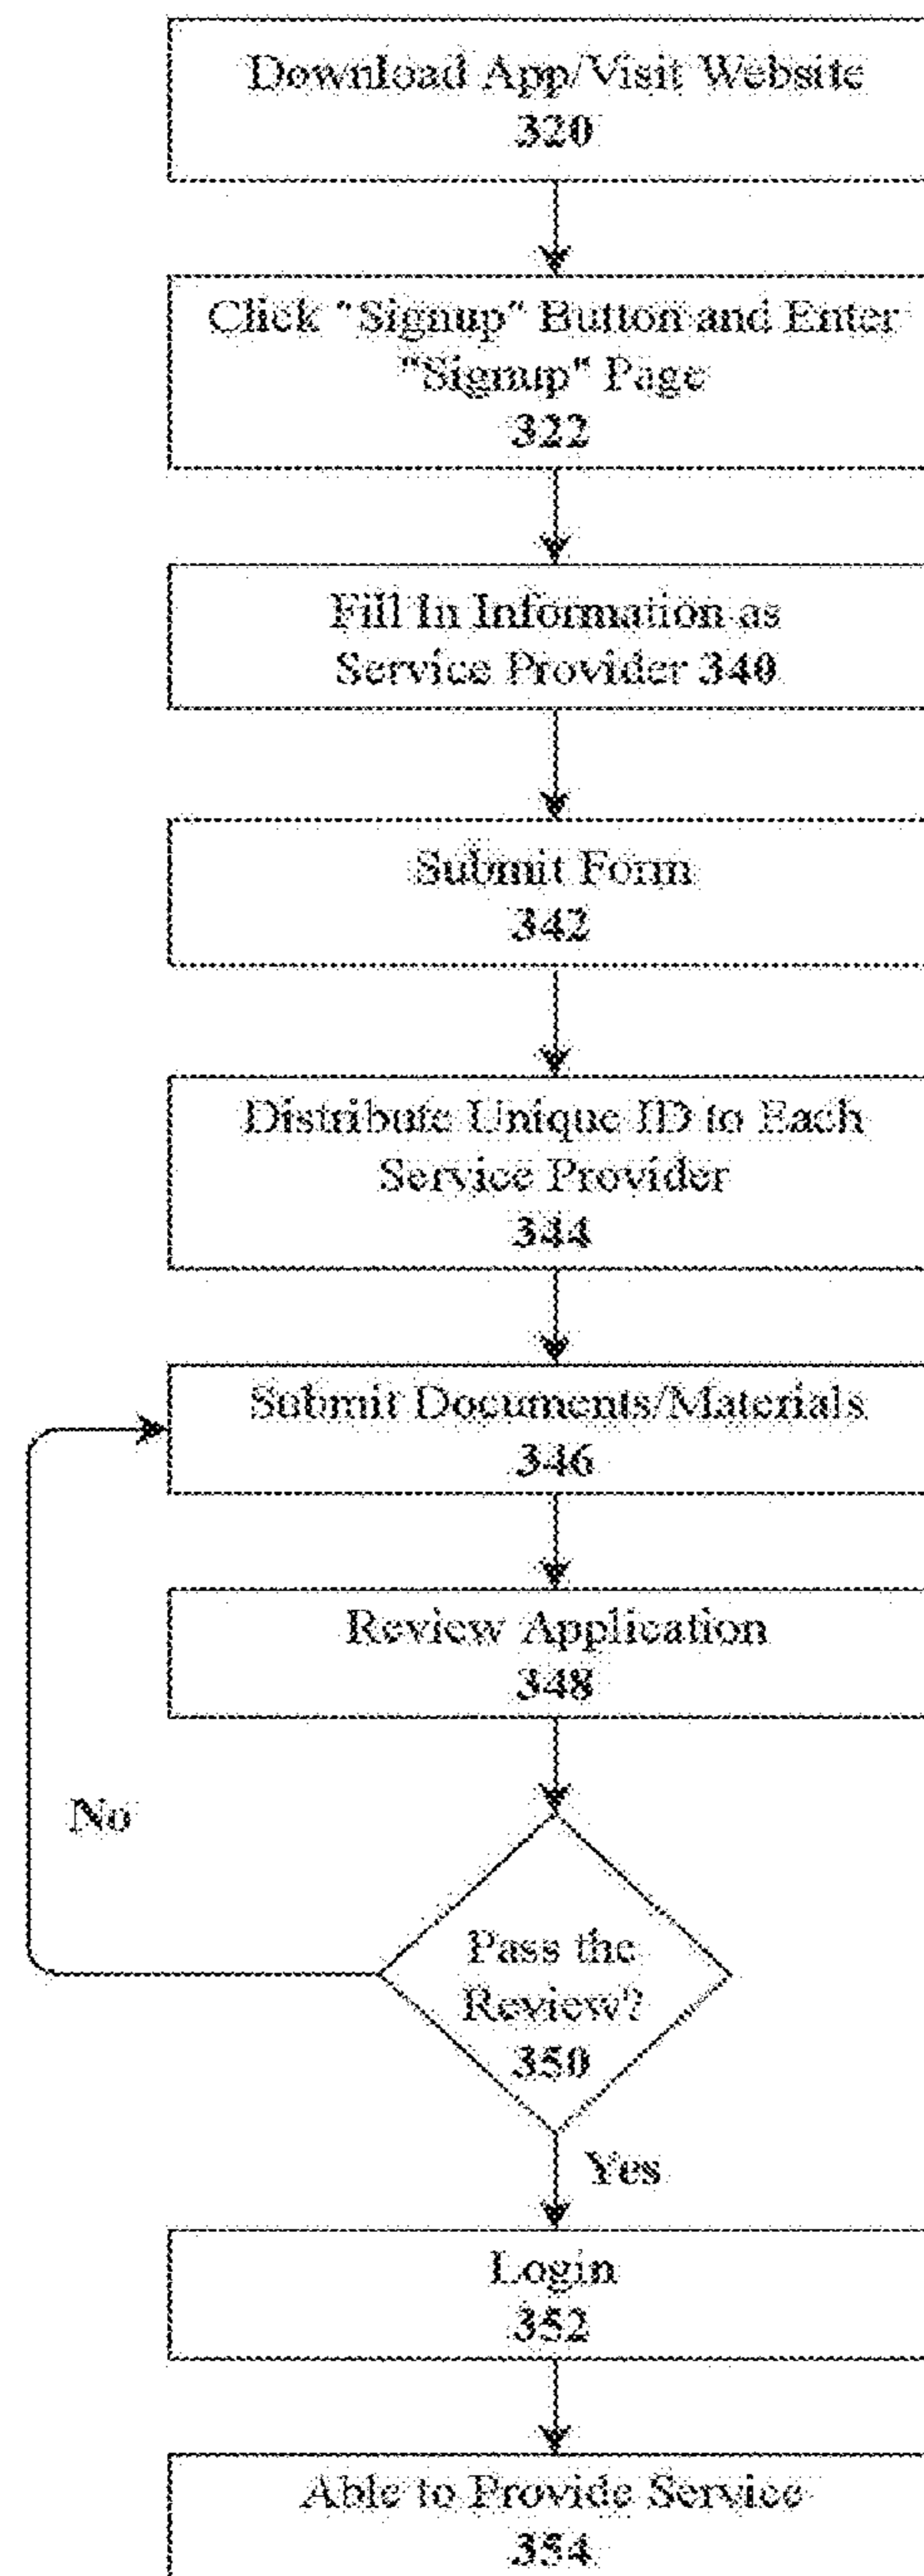 Download App/Visit Website
320
Click "Signup" Button and Enter
"Signup" Page
322
Fill In Information as
Service Provider 340
Submit Form
342
Distribute Unique ID to Each
Service Provider
344
Submit Documents/Materials
346
Review Application
348
No
Pass the
Review?
350
Yes
Login
352
Able to Provide Service
354